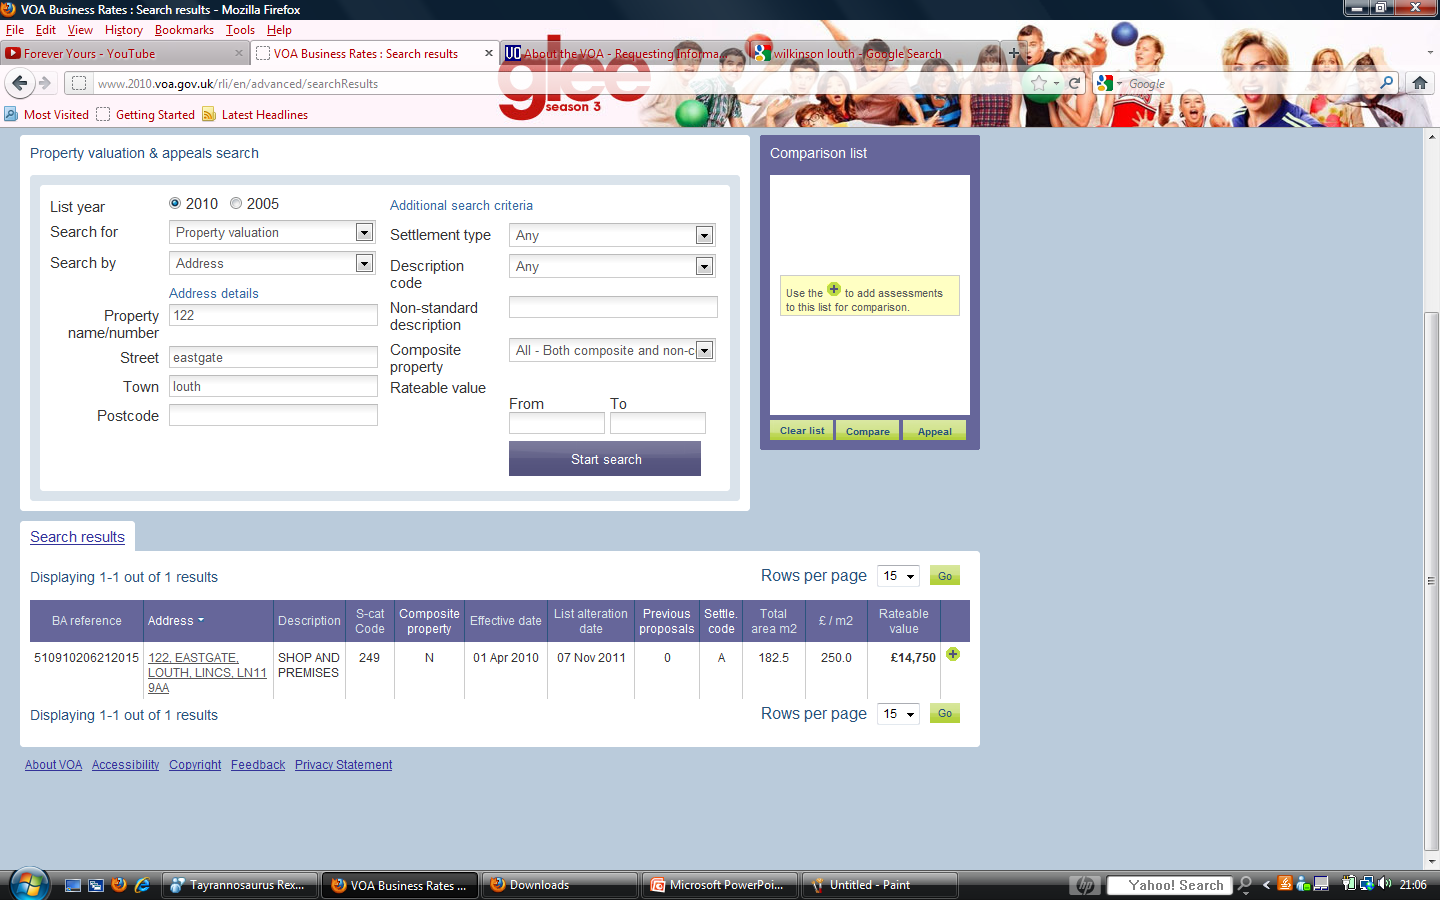 VOA Business Rates : Search results - Mozilla Firefox
File Edit View History Bookmarks Tools Help
Forever Yours - YouTube
VOA Business Rates : Search results
UO About the VOA - Requesting Informa...
wilkinson louth - Google Search
www.2010.voa.gov.uk/rli/en/advanced/searchResults
Google
glee
season 3
Most Visited Getting Started Latest Headlines
Property valuation & appeals search
List year 2010 2005
Search for Property valuation
Search by Address
Address details
Property name/number 122
Street eastgate
Town louth
Postcode
Additional search criteria
Settlement type Any
Description code Any
Non-standard description
Composite property All - Both composite and non-c
Rateable value
From To
Start search
Comparison list
Use the + to add assessments
to this list for comparison.
Clear list Compare Appeal
Search results
Displaying 1-1 out of 1 results
Rows per page 15 Go
BA reference Address Description S-cat Code Composite property Effective date List alteration date Previous proposals Settle. code Total area m2 £ / m2 Rateable value
510910206212015 122, EASTGATE, LOUTH, LINCS, LN11 9AA SHOP AND PREMISES 249 N 01 Apr 2010 07 Nov 2011 0 A 182.5 250.0 £14,750
Displaying 1-1 out of 1 results
Rows per page 15 Go
About VOA Accessibility Copyright Feedback Privacy Statement
Tayrannosaurus Rex...
VOA Business Rates ...
Downloads
Microsoft PowerPoi...
Untitled - Paint
hp
Yahoo! Search
21:06